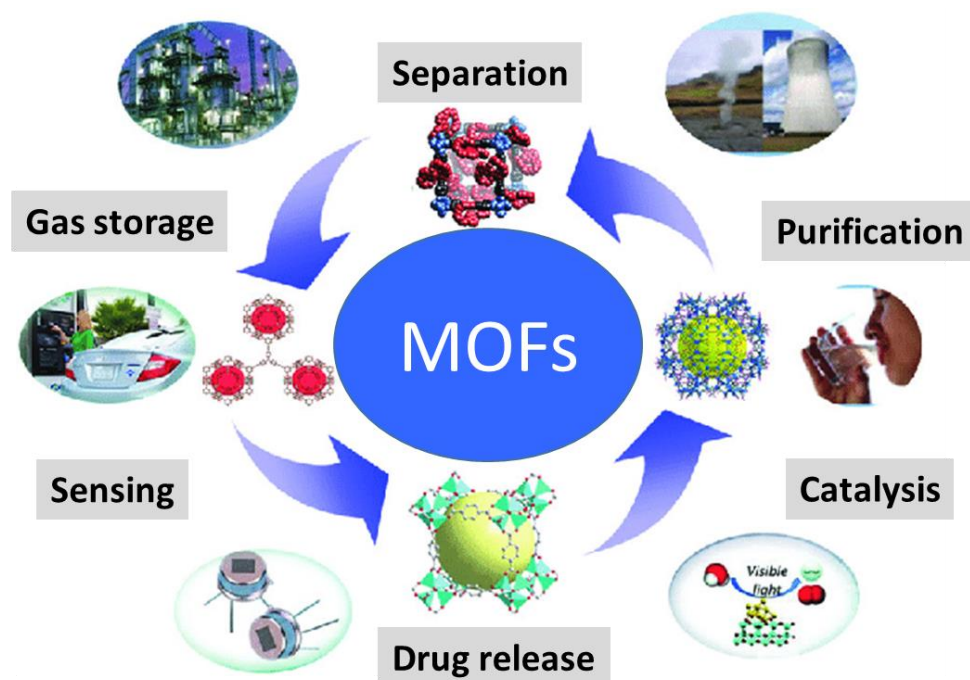 Separation
Gas storage
Purification
MOFs
Sensing
Catalysis
Visible
light
Drug release